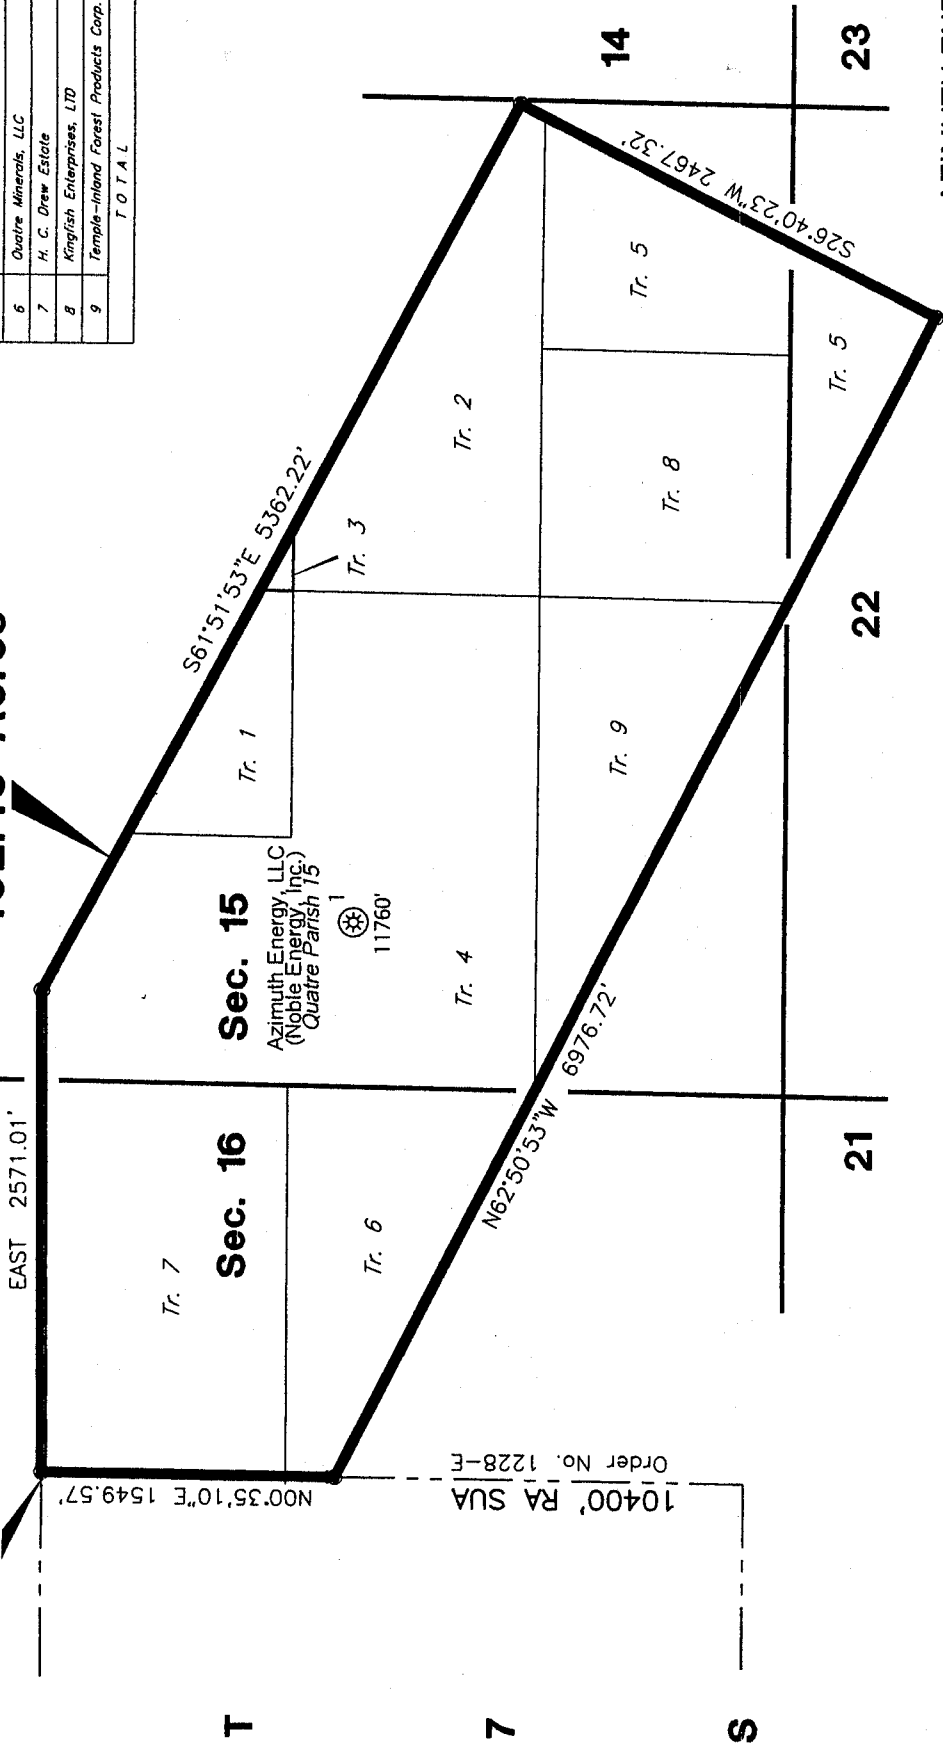 6 Quatre Minerals, LLC
7 H. C. Drew Estate
8 Kingfish Enterprises, LTD
9 Temple-Inland Forest Products Corp.
TOTAL
14
23
S26°40'23"W 2467.32'
Tr. 5
Tr. 5
Tr. 2
Tr. 8
S61°51'53"E 5362.22'
Tr. 3
22
Tr. 1
Tr. 9
Sec. 15
Azimuth Energy, LLC
(Noble Energy, Inc.)
Quatre Parish 15
1
11760'
Tr. 4
N62°50'53"W 6976.72'
EAST 2571.01'
Sec. 16
21
Tr. 7
Tr. 6
N00°35'10"E 1549.57'
Order No. 1228-E
10400' RA SUA
T
7
S